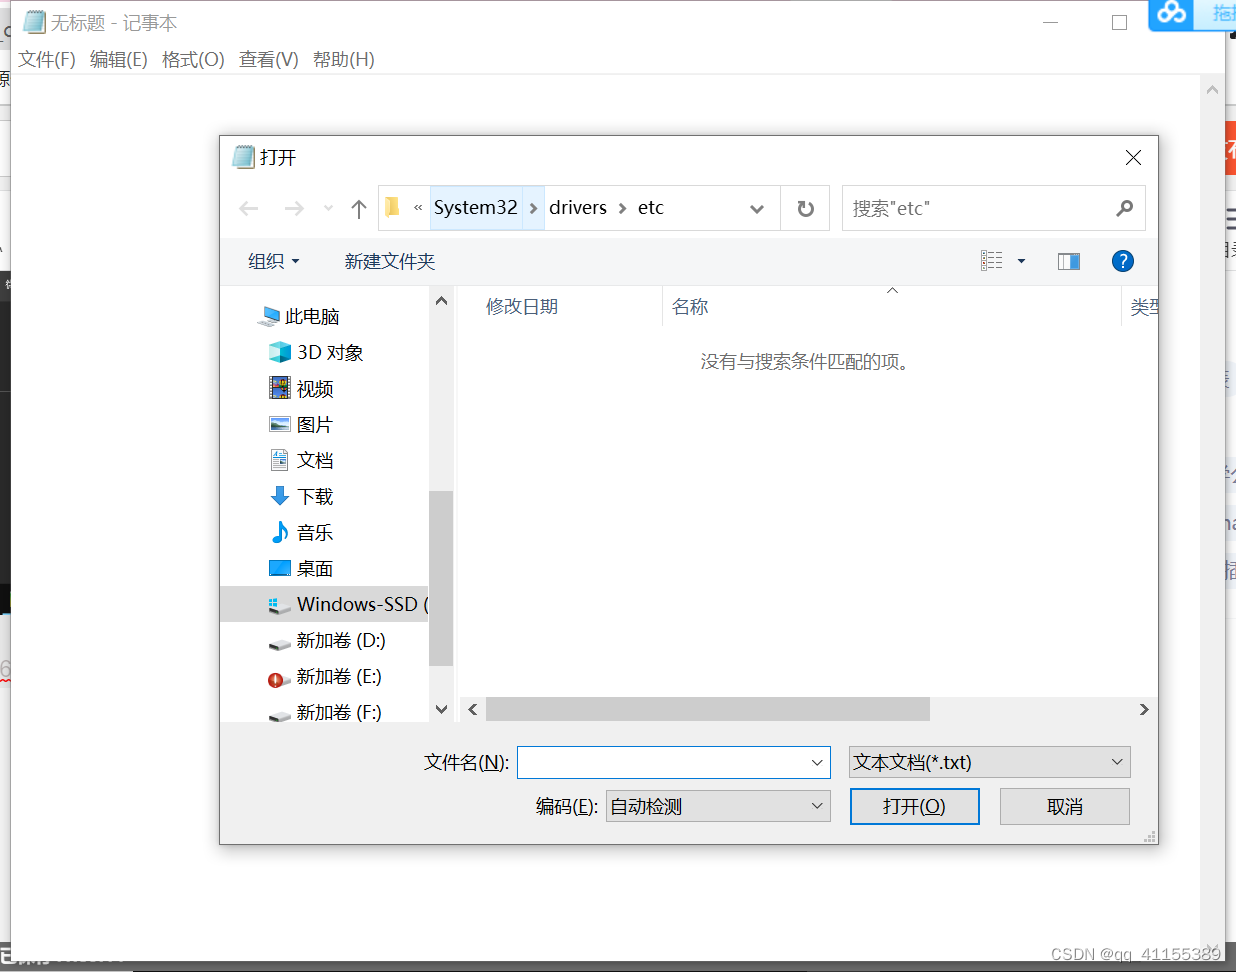 无标题 - 记事本
文件(F) 编辑(E) 格式(O) 查看(V) 帮助(H)
打开
« System32 › drivers › etc
搜索"etc"
组织 新建文件夹
修改日期 名称 类型
没有与搜索条件匹配的项。
此电脑
3D 对象
视频
图片
文档
下载
音乐
桌面
Windows-SSD (
新加卷 (D:)
新加卷 (E:)
新加卷 (F:)
文件名(N): 文本文档(*.txt)
编码(E): 自动检测 打开(O) 取消
CSDN @qq_41155389